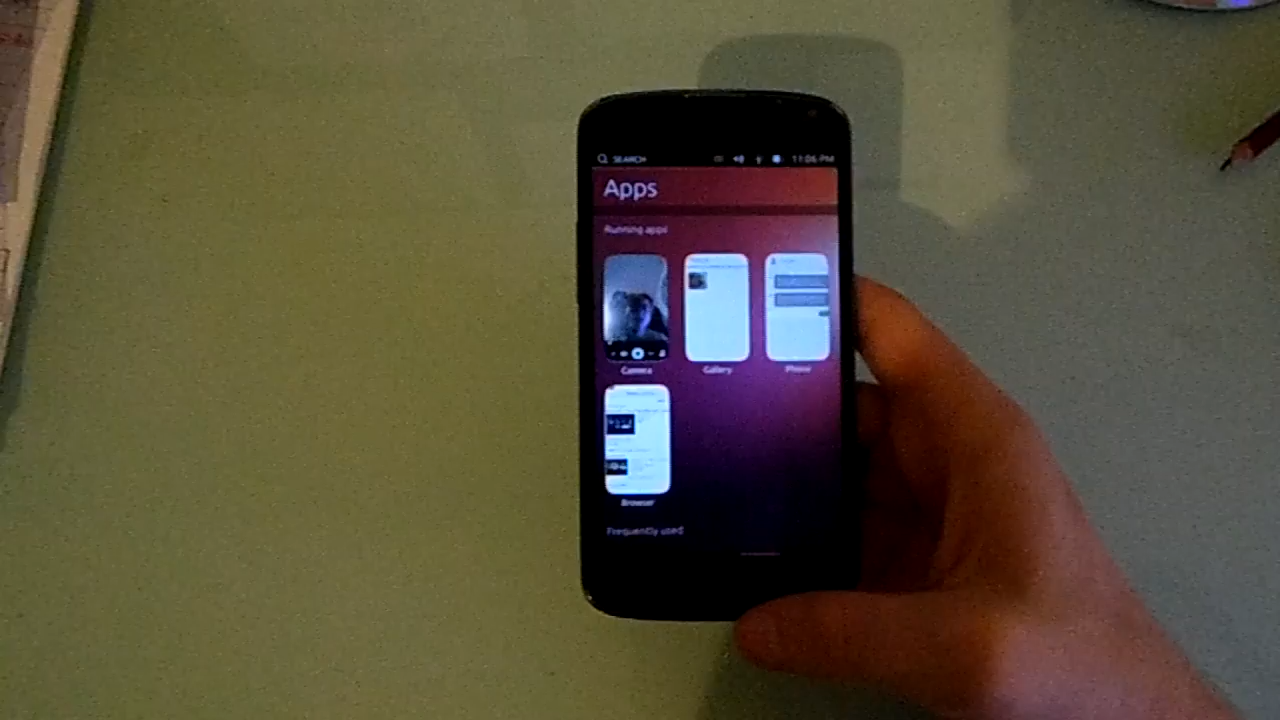 SEARCH 11:06 PM
Apps
Running apps
Camera Gallery Phone
Browser
Frequently used